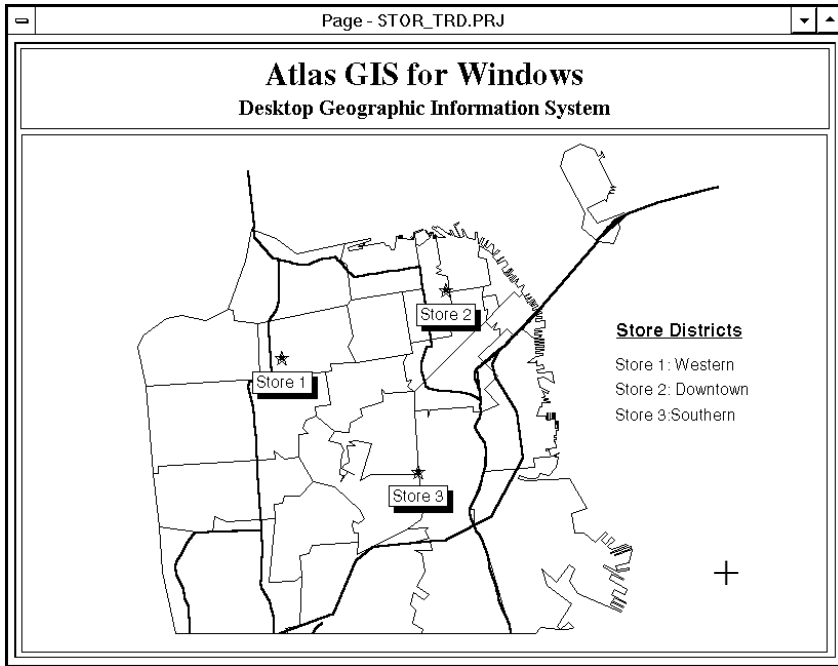 Page - STOR_TRD.PRJ
Atlas GIS for Windows
Desktop Geographic Information System
Store 2
Store 1
Store 3
Store Districts
Store 1: Western
Store 2: Downtown
Store 3:Southern